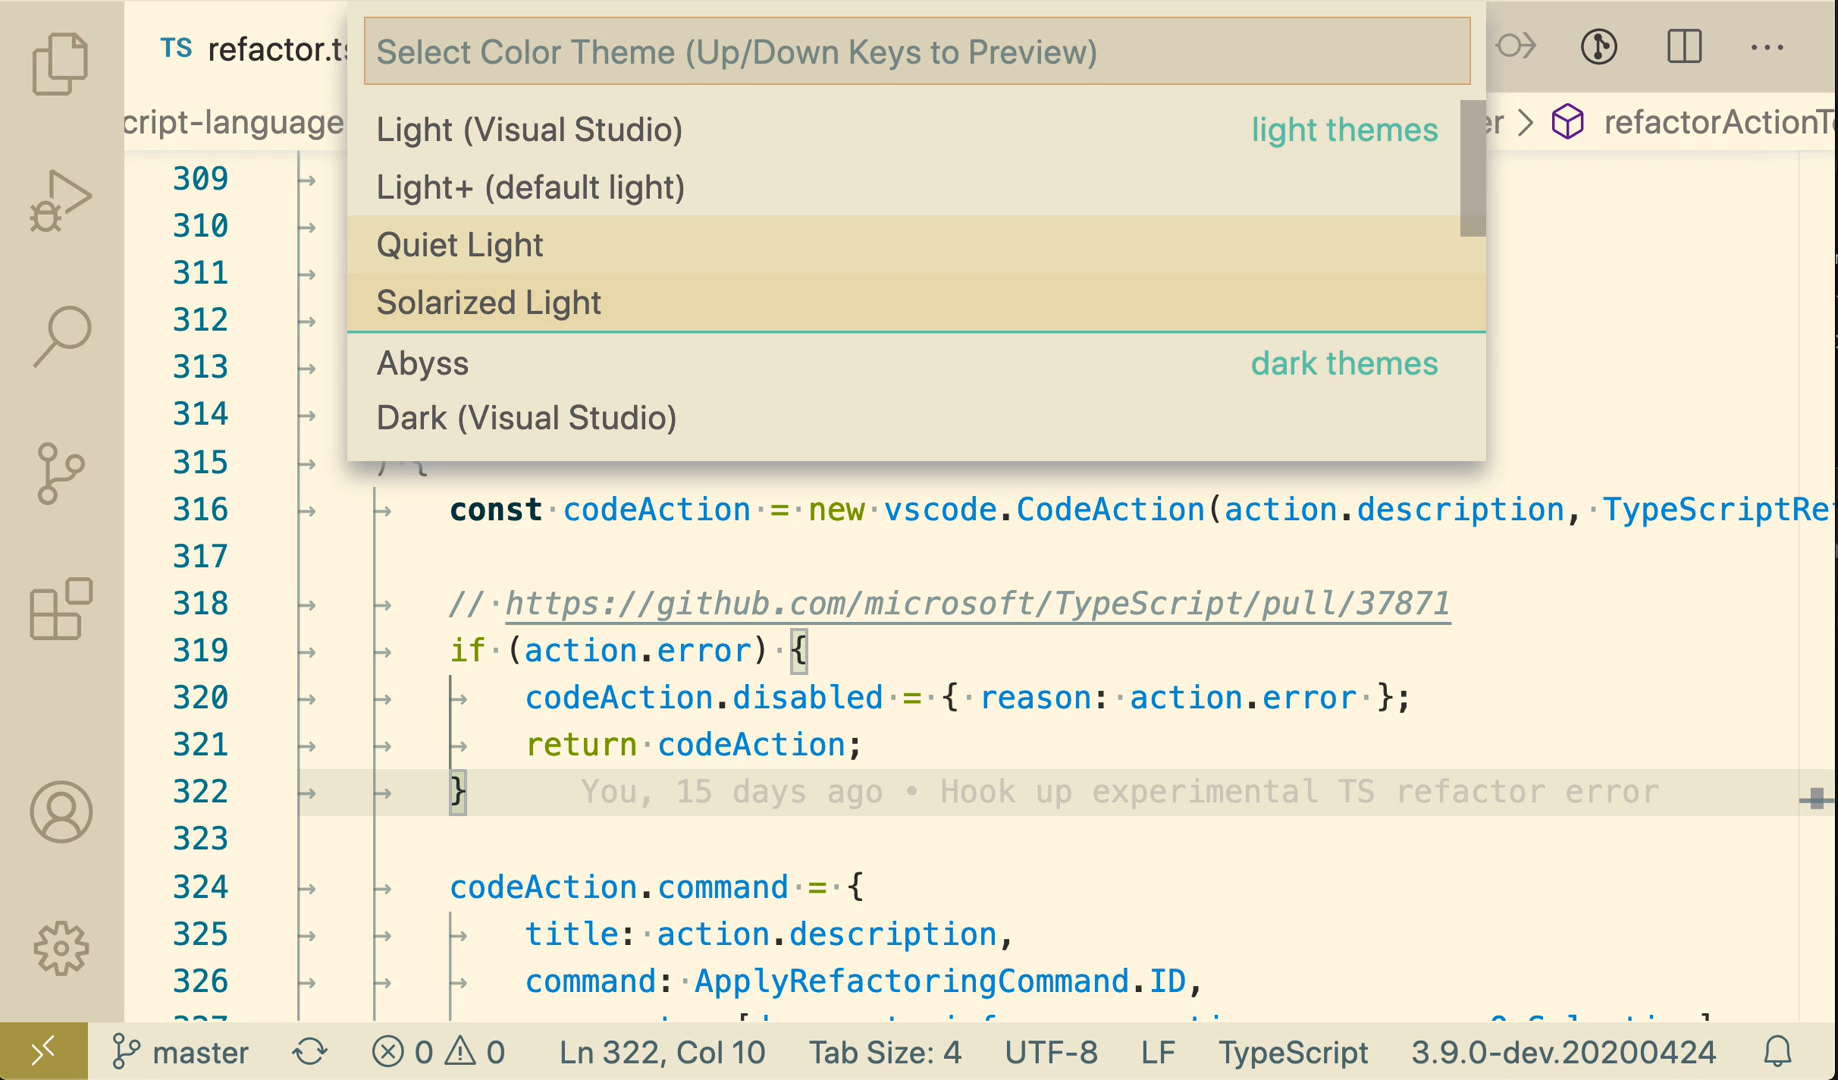 TS refactor.ts
Select Color Theme (Up/Down Keys to Preview)
cript-language
er > refactorActionT
Light (Visual Studio) light themes
Light+ (default light)
Quiet Light
Solarized Light
Abyss dark themes
Dark (Visual Studio)
309
310
311
312
313
314
315 ) {
316 const codeAction = new vscode.CodeAction(action.description, TypeScriptRe
317
318 // https://github.com/microsoft/TypeScript/pull/37871
319 if (action.error) {
320 codeAction.disabled = { reason: action.error };
321 return codeAction;
322 } You, 15 days ago • Hook up experimental TS refactor error
323
324 codeAction.command = {
325 title: action.description,
326 command: ApplyRefactoringCommand.ID,
327
master 0 0 Ln 322, Col 10 Tab Size: 4 UTF-8 LF TypeScript 3.9.0-dev.20200424